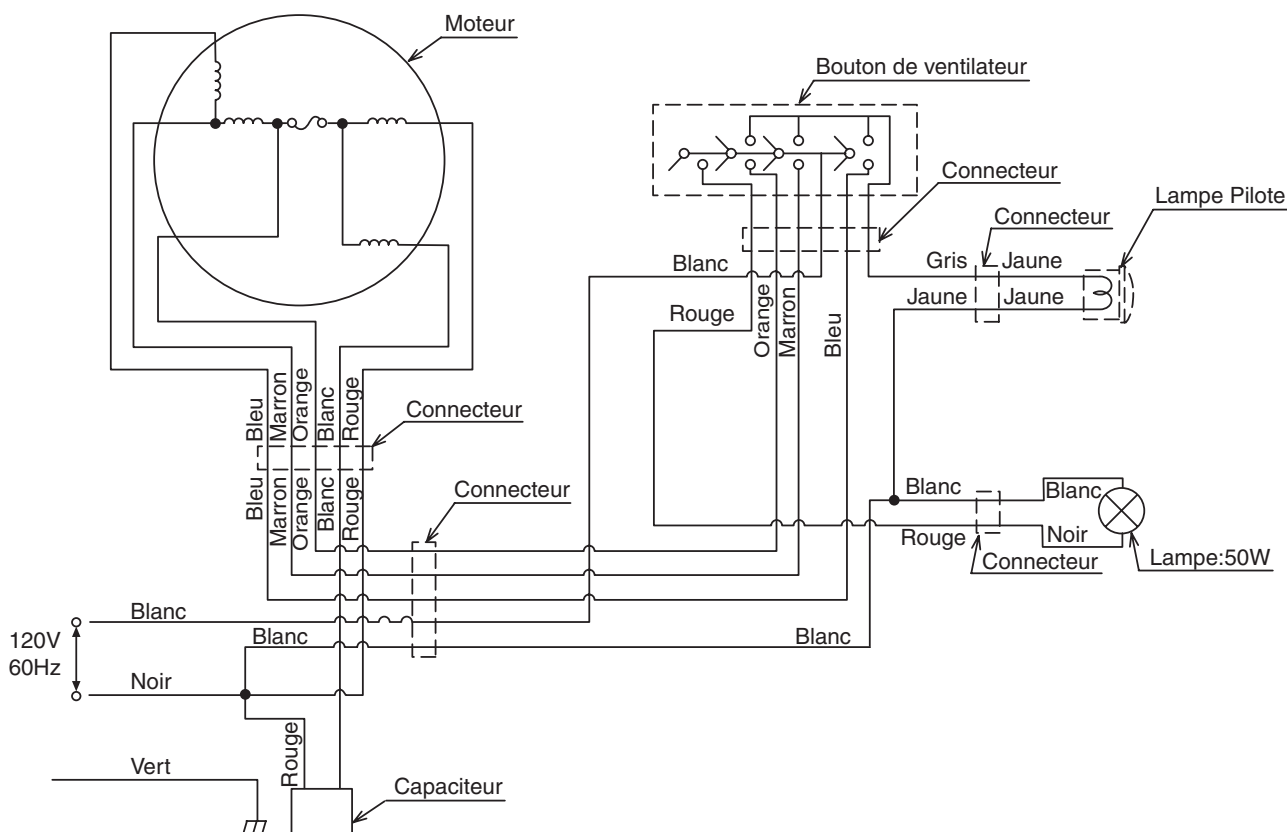 Moteur
Bouton de ventilateur
Connecteur
Lampe Pilote
Connecteur
Blanc
Gris
Jaune
Jaune
Jaune
Rouge
Orange
Marron
Bleu
Bleu
Marron
Orange
Blanc
Rouge
Connecteur
Bleu
Marron
Orange
Blanc
Rouge
Connecteur
Blanc
Blanc
Rouge
Noir
Connecteur
Lampe:50W
Blanc
120V
60Hz
Blanc
Blanc
Noir
Rouge
Vert
Capaciteur